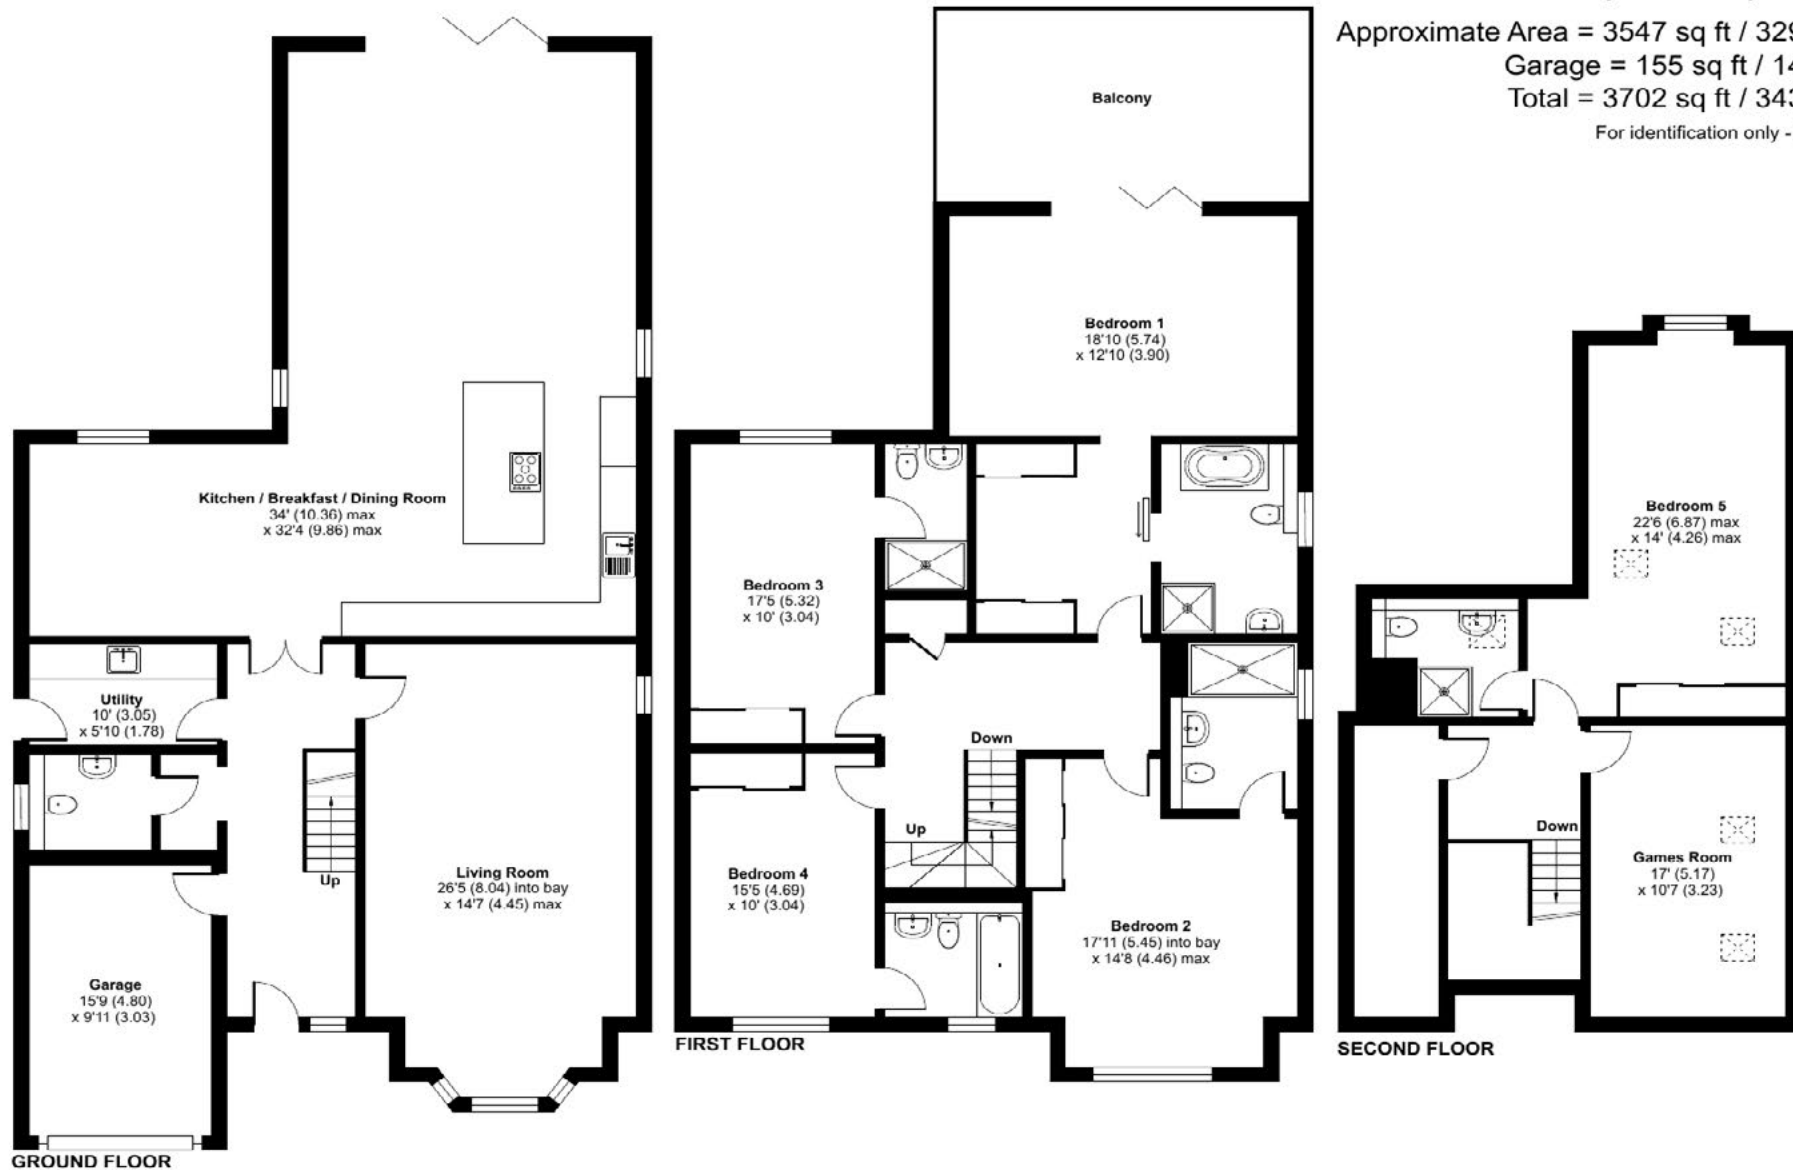 Approximate Area = 3547 sq ft / 329
Garage = 155 sq ft / 14
Total = 3702 sq ft / 343
For identification only -
Balcony
Bedroom 1
18'10 (5.74)
x 12'10 (3.90)
Kitchen / Breakfast / Dining Room
34' (10.36) max
x 32'4 (9.86) max
Bedroom 5
22'6 (6.87) max
x 14' (4.26) max
Bedroom 3
17'5 (5.32)
x 10' (3.04)
Utility
10' (3.05)
x 5'10 (1.78)
Down
Up
Up
Down
Living Room
26'5 (8.04) into bay
x 14'7 (4.45) max
Bedroom 4
15'5 (4.69)
x 10' (3.04)
Games Room
17' (5.17)
x 10'7 (3.23)
Bedroom 2
17'11 (5.45) into bay
x 14'8 (4.46) max
Garage
15'9 (4.80)
x 9'11 (3.03)
FIRST FLOOR
SECOND FLOOR
GROUND FLOOR